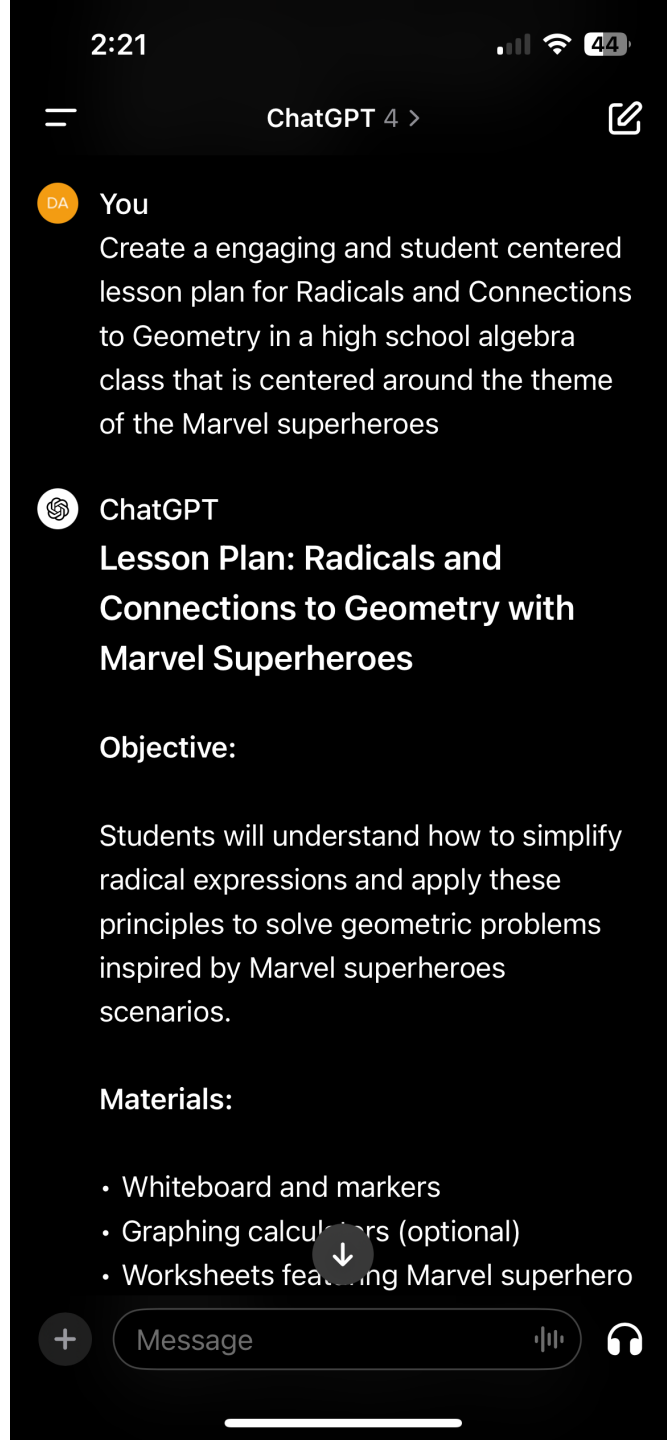 2:21
44
ChatGPT 4 >
DA
You
Create a engaging and student centered
lesson plan for Radicals and Connections
to Geometry in a high school algebra
class that is centered around the theme
of the Marvel superheroes
ChatGPT
Lesson Plan: Radicals and
Connections to Geometry with
Marvel Superheroes
Objective:
Students will understand how to simplify
radical expressions and apply these
principles to solve geometric problems
inspired by Marvel superheroes
scenarios.
Materials:
• Whiteboard and markers
• Graphing calculators (optional)
• Worksheets featuring Marvel superhero
Message